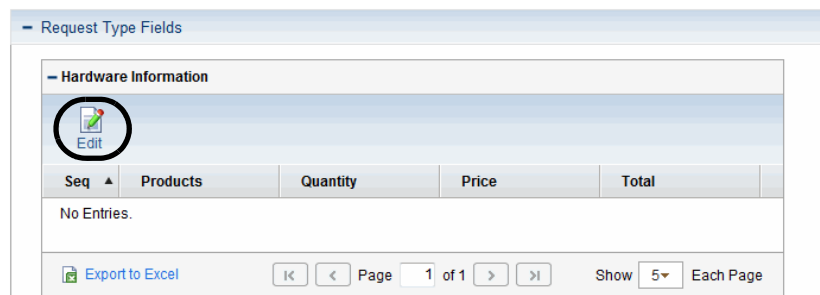 Request Type Fields
Hardware Information
Edit
Seq Products Quantity Price Total
No Entries.
Export to Excel Page 1 of 1 Show 5 Each Page